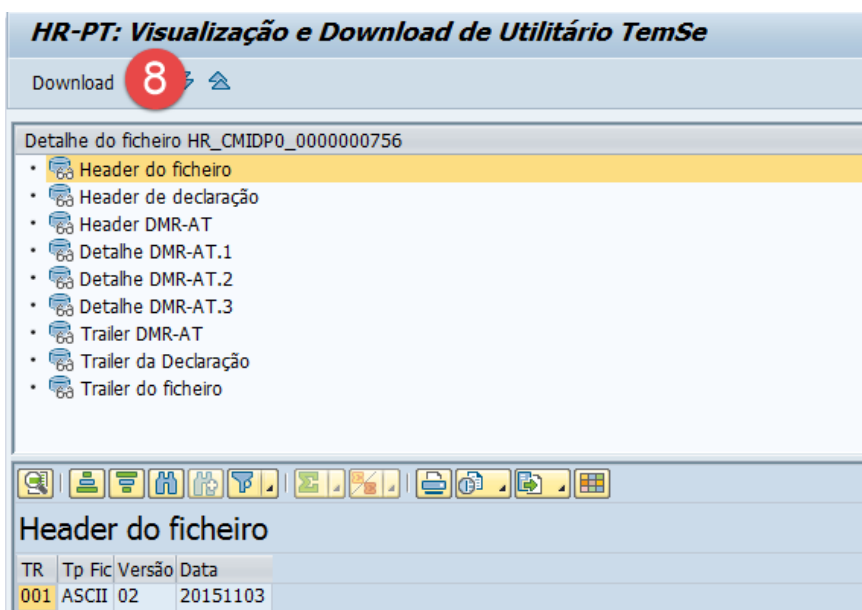 HR-PT: Visualização e Download de Utilitário TemSe
Download 8
Detalhe do ficheiro HR_CMIDP0_0000000756
Header do ficheiro
Header de declaração
Header DMR-AT
Detalhe DMR-AT.1
Detalhe DMR-AT.2
Detalhe DMR-AT.3
Trailer DMR-AT
Trailer da Declaração
Trailer do ficheiro
Header do ficheiro
TR Tp Fic Versão Data
001 ASCII 02 20151103